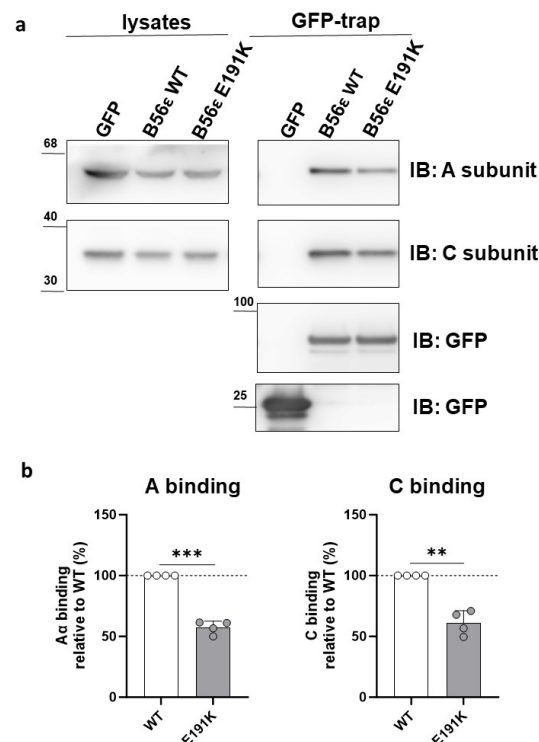 a
lysates
GFP-trap
GFP
B56ε WT
B56ε E191K
GFP
B56ε WT
B56ε E191K
68
IB: A subunit
40
30
IB: C subunit
100
IB: GFP
25
IB: GFP
b
A binding
Aα binding
relative to WT (%)
150
100
50
0
***
WT
E191K
C binding
C binding
relative to WT (%)
150
100
50
0
**
WT
E191K